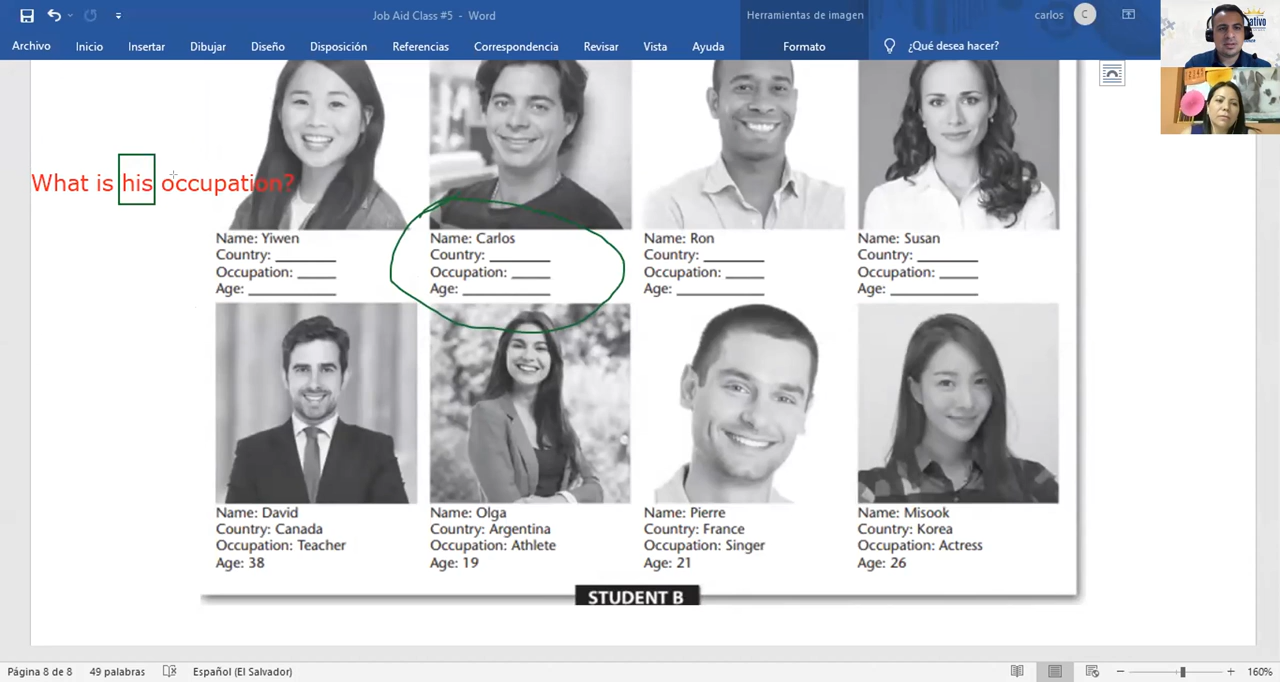 Job Aid Class #5 - Word
Herramientas de imagen
carlos
C
Archivo
Inicio
Insertar
Dibujar
Diseño
Disposición
Referencias
Correspondencia
Revisar
Vista
Ayuda
Formato
¿Qué desea hacer?
What is his occupation?
Name: Yiwen
Country: ________
Occupation: _____
Age: ___________
Name: Carlos
Country: ________
Occupation: _____
Age: ___________
Name: Ron
Country: ________
Occupation: _____
Age: ___________
Name: Susan
Country: ________
Occupation: _____
Age: ___________
Name: David
Country: Canada
Occupation: Teacher
Age: 38
Name: Olga
Country: Argentina
Occupation: Athlete
Age: 19
Name: Pierre
Country: France
Occupation: Singer
Age: 21
Name: Misook
Country: Korea
Occupation: Actress
Age: 26
STUDENT B
Página 8 de 8
49 palabras
Español (El Salvador)
160%